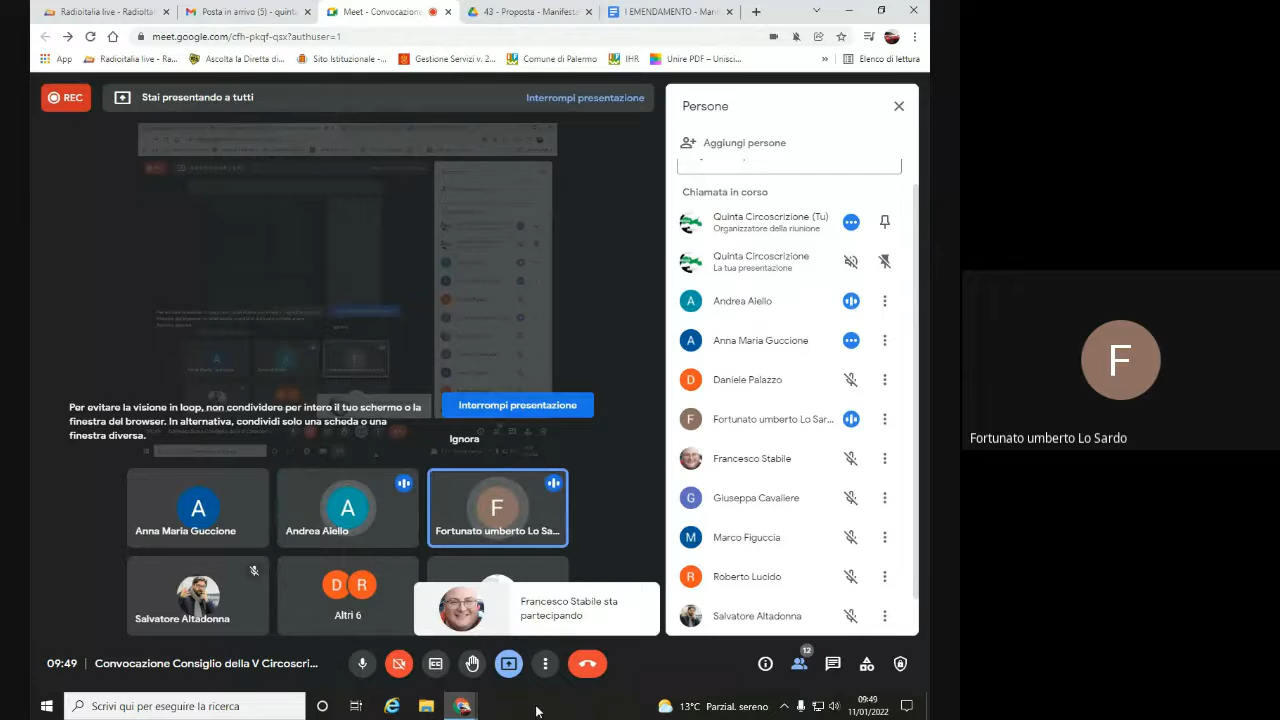 Radioitalia live - RadioItali
Posta in arrivo (5) - quint
Meet - Convocazione
43 - Proposta - Manifesta
I EMENDAMENTO - Mani
meet.google.com/cfh-pkqf-qsx?authuser=1
App
Radioitalia live - Ra...
Ascolta la Diretta di...
Sito Istituzionale -...
Gestione Servizi v. 2...
Comune di Palermo
IHR
Unire PDF – Unisci...
»
Elenco di lettura
REC
Stai presentando a tutti
Interrompi presentazione
Persone
Aggiungi persone
Chiamata in corso
Quinta Circoscrizione (Tu)
Organizzatore della riunione
Quinta Circoscrizione
La tua presentazione
A
Andrea Aiello
A
Anna Maria Guccione
D
Daniele Palazzo
F
Fortunato umberto Lo Sar...
Francesco Stabile
G
Giuseppa Cavaliere
M
Marco Figuccia
R
Roberto Lucido
Salvatore Altadonna
Per evitare la visione in loop, non condividere per intero il tuo schermo o la
finestra del browser. In alternativa, condividi solo una scheda o una
finestra diversa.
Interrompi presentazione
Ignora
A
Anna Maria Guccione
A
Andrea Aiello
F
Fortunato umberto Lo Sa...
Salvatore Altadonna
D R
Altri 6
Francesco Stabile sta
partecipando
09:49 | Convocazione Consiglio della V Circoscri...
12
Scrivi qui per eseguire la ricerca
13°C Parzial. sereno
09:49
11/01/2022
F
Fortunato umberto Lo Sardo